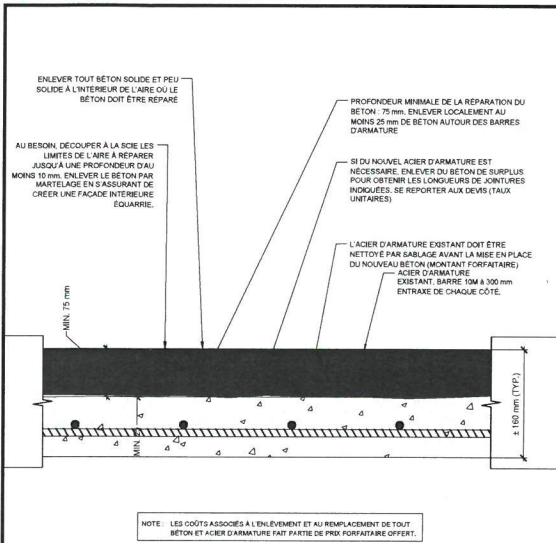 ENLEVER TOUT BÉTON SOLIDE ET PEU
SOLIDE À L'INTÉRIEUR DE L'AIRE OÙ LE
BÉTON DOIT ÊTRE RÉPARÉ
AU BESOIN, DÉCOUPER À LA SCIE LES
LIMITES DE L'AIRE À RÉPARER
JUSQU'À UNE PROFONDEUR D'AU
MOINS 10 mm. ENLEVER LE BÉTON PAR
MARTELAGE EN S'ASSURANT DE
CRÉER UNE FAÇADE INTÉRIEURE
ÉQUARRIE.
PROFONDEUR MINIMALE DE LA RÉPARATION DU
BÉTON : 75 mm. ENLEVER LOCALEMENT AU
MOINS 25 mm DE BÉTON AUTOUR DES BARRES
D'ARMATURE
SI DU NOUVEL ACIER D'ARMATURE EST
NÉCESSAIRE, ENLEVER DU BÉTON DE SURPLUS
POUR OBTENIR LES LONGUEURS DE JOINTURES
INDIQUÉES. SE REPORTER AUX DEVIS (TAUX
UNITAIRES)
L'ACIER D'ARMATURE EXISTANT DOIT ÊTRE
NETTOYÉ PAR SABLAGE AVANT LA MISE EN PLACE
DU NOUVEAU BÉTON (MONTANT FORFAITAIRE)
ACIER D'ARMATURE
EXISTANT, BARRE 10M à 300 mm
ENTRAXE DE CHAQUE CÔTÉ.
MIN. 75 mm
MIN.
± 160 mm (TYP.)
NOTE : LES COÛTS ASSOCIÉS À L'ENLÈVEMENT ET AU REMPLACEMENT DE TOUT
BÉTON ET ACIER D'ARMATURE FAIT PARTIE DE PRIX FORFAITAIRE OFFERT.